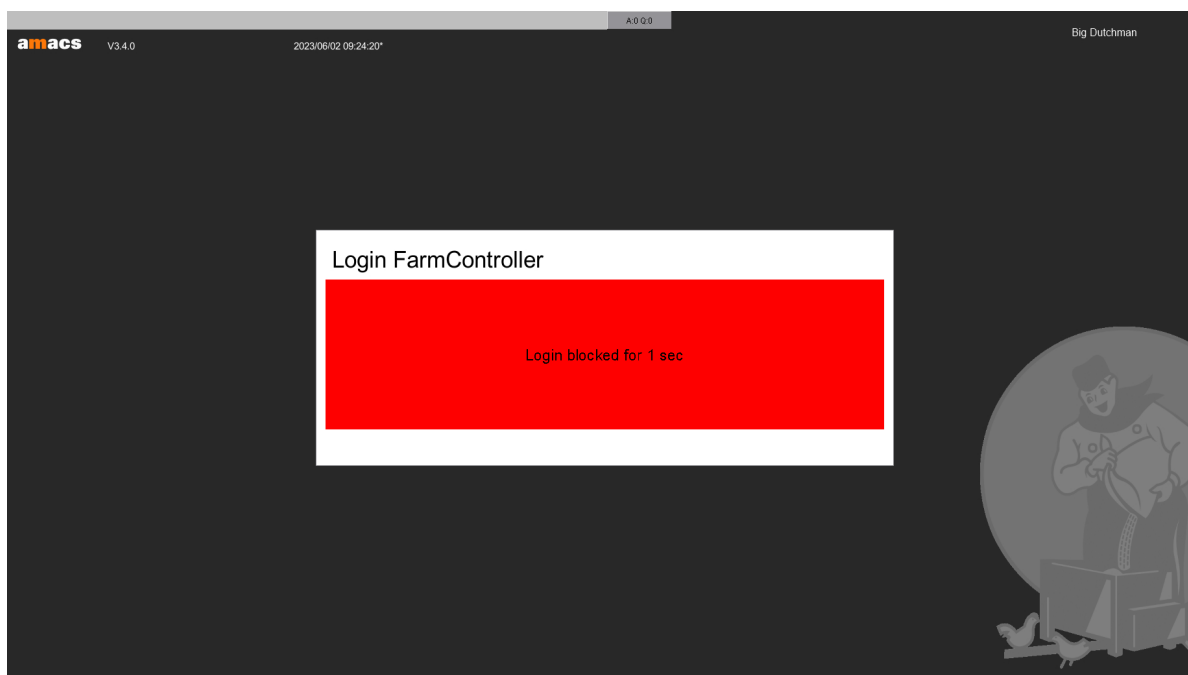 A:0 Q:0
Big Dutchman
amacs V3.4.0 2023/06/02 09:24:20*
Login FarmController
Login blocked for 1 sec